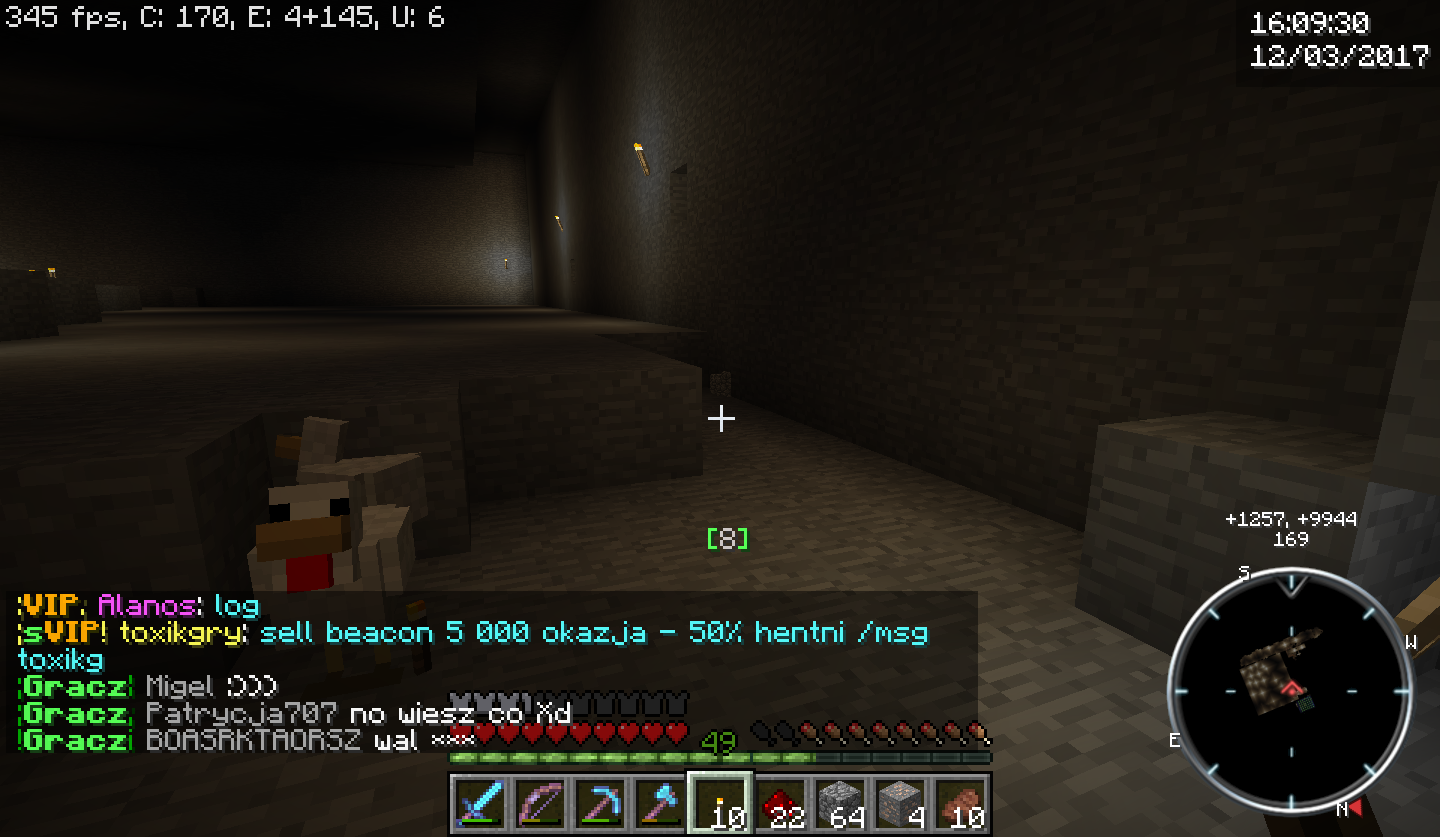 345 fps, C: 170, E: 4+145, U: 6
16:09:30
12/03/2017
+1257, +9944
169
S
W
E
N
[8]
VIP. Alanos: log
sVIP! toxikgry: sell beacon 5 000 okazja - 50% hentni /msg
toxikg
Gracz Migel :)))
Gracz Patrycja707 no wiesz co Xd
Gracz BOASRKTAORSZ wal ×××
49
10 22 64 4 10